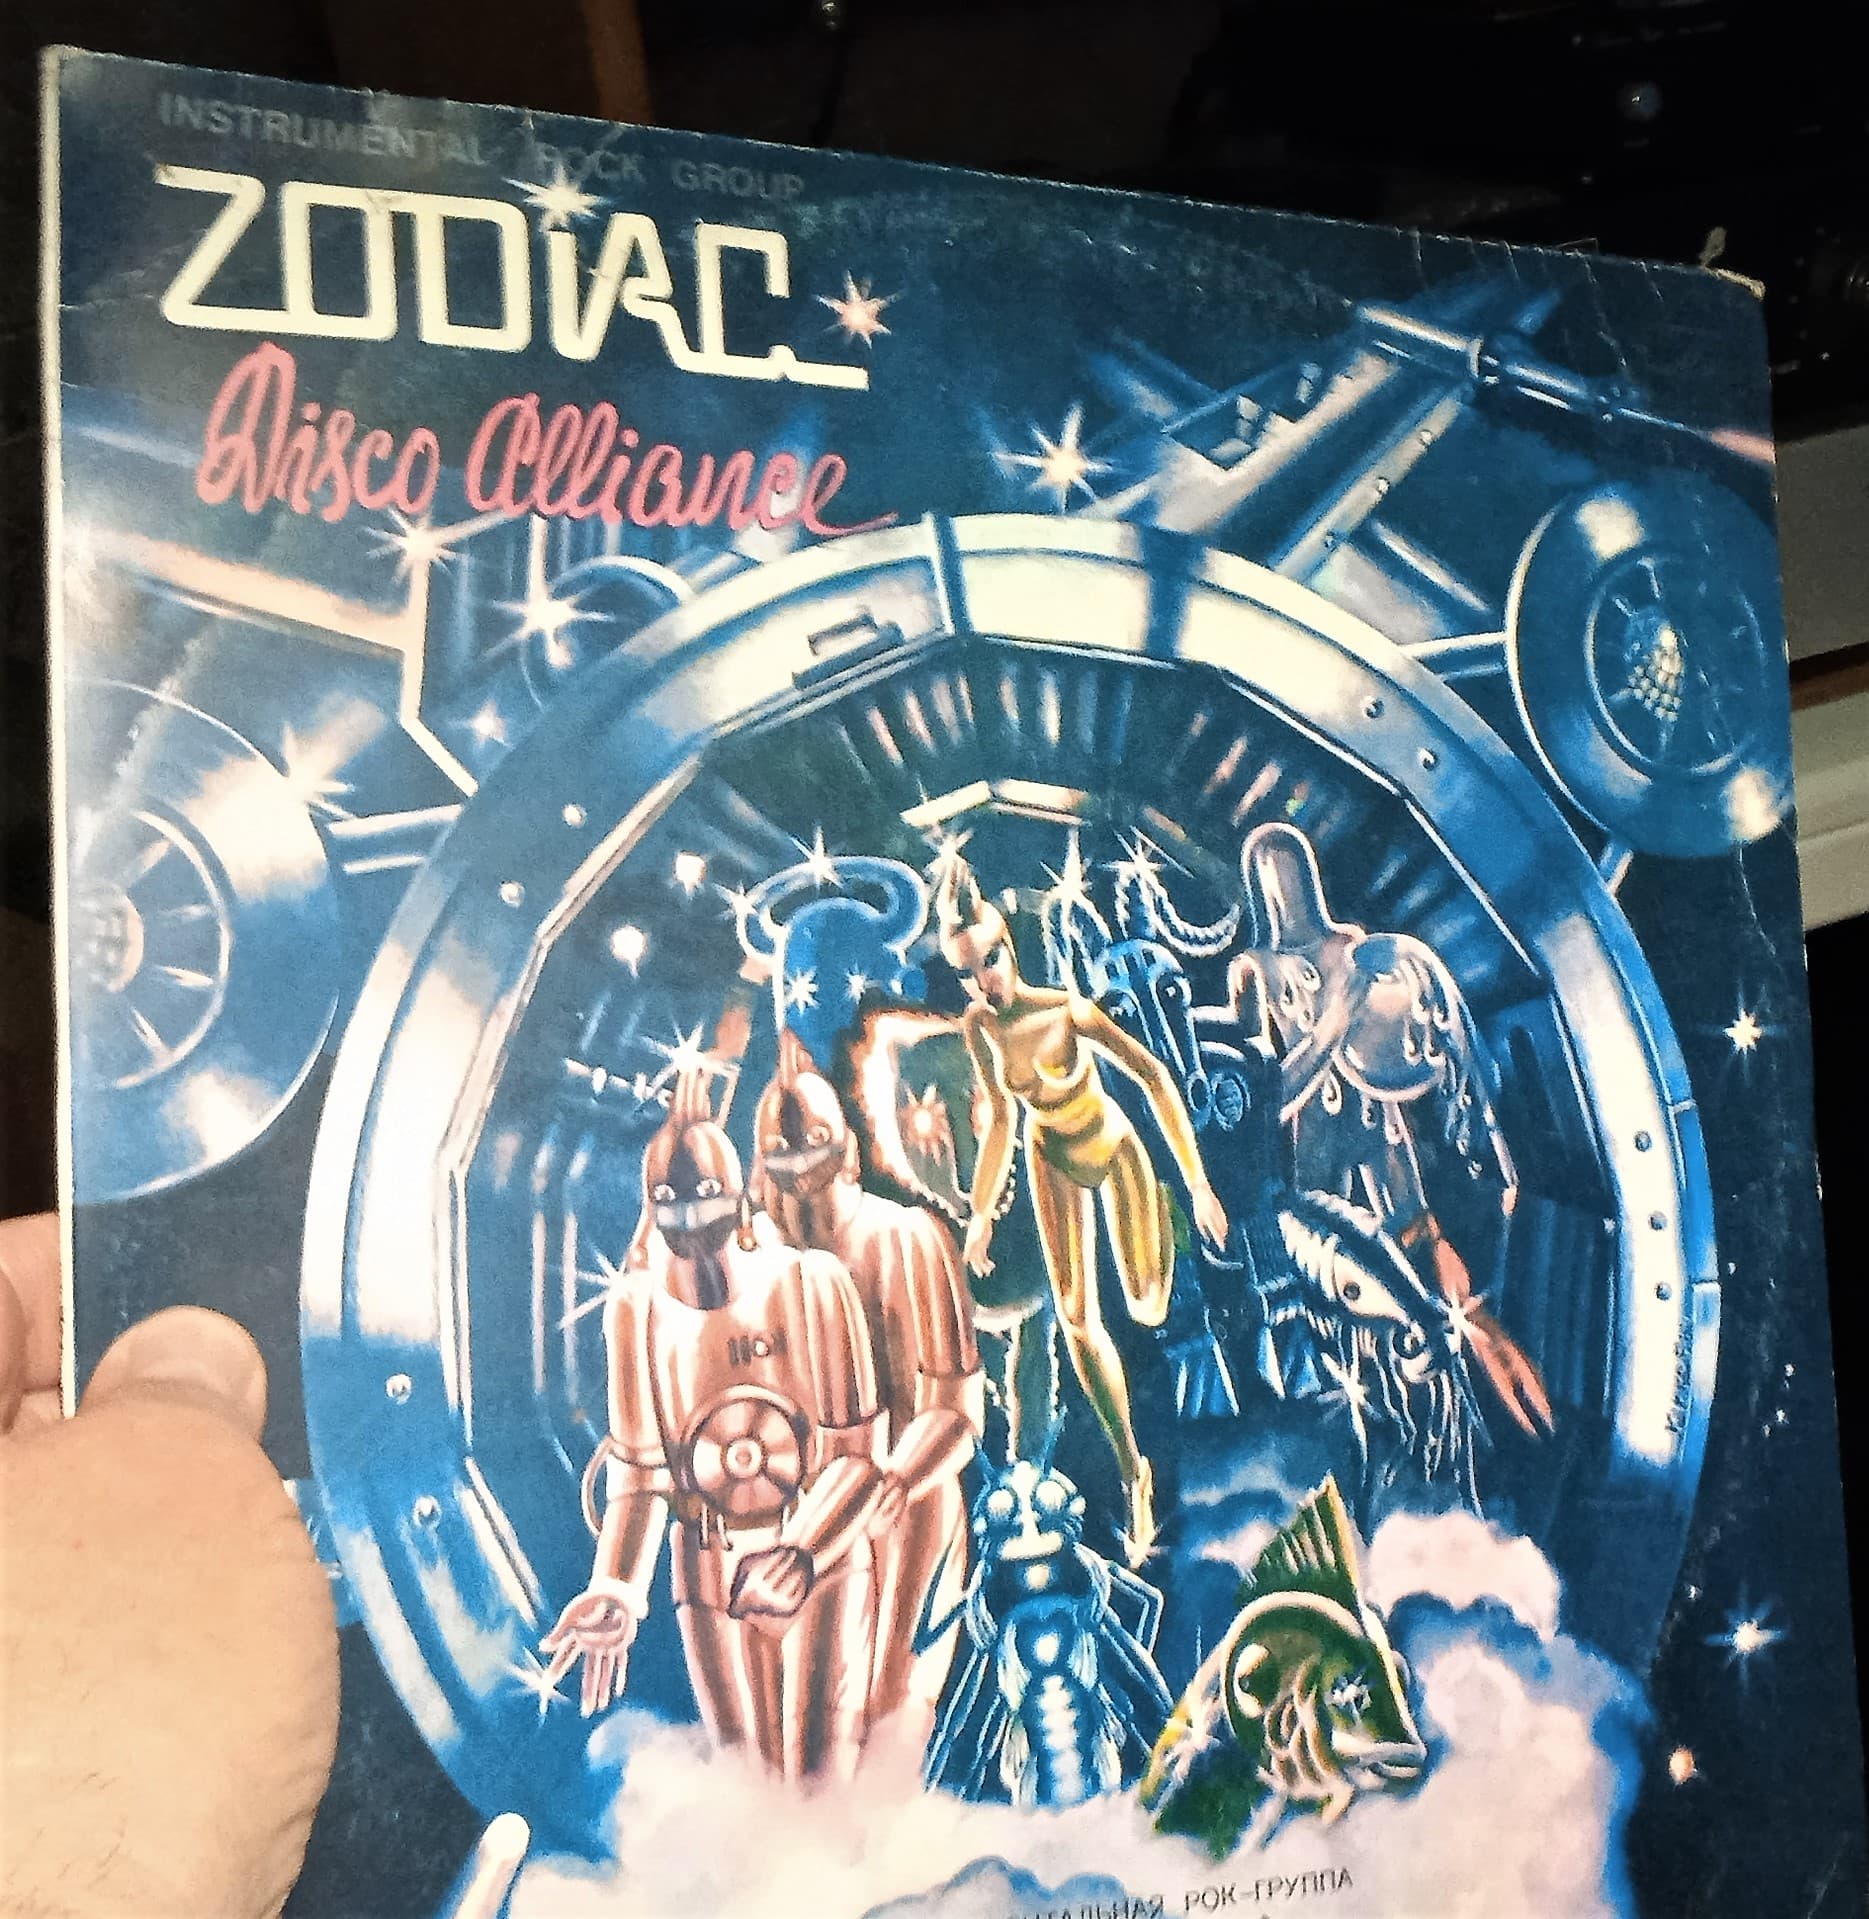 INSTRUMENTAL ROCK GROUP
ZODiAC
Disco Alliance
РОК-ГРУППА